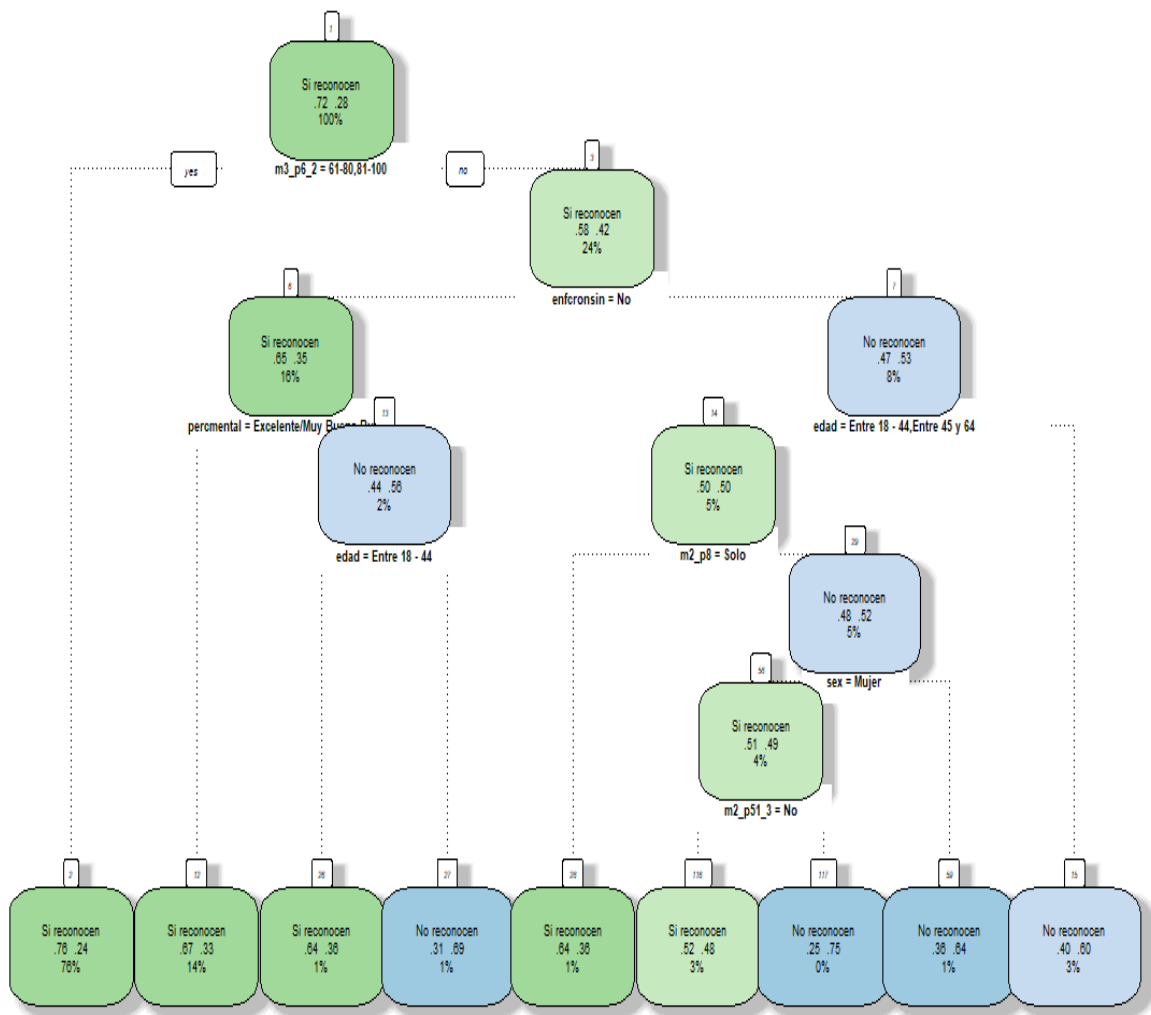 1
Si reconocen
.72 .28
100%
yes
m3_p6_2 = 61-80,81-100
no
3
Si reconocen
.58 .42
24%
enfcronsin = No
6
Si reconocen
.65 .35
16%
percmental = Excelente/Muy
7
No reconocen
.47 .53
8%
edad = Entre 18 - 44,Entre 45 y 64
13
No reconocen
.44 .56
2%
edad = Entre 18 - 44
14
Si reconocen
.50 .50
5%
m2_p8 = Solo
29
No reconocen
.48 .52
5%
sex = Mujer
58
Si reconocen
.51 .49
4%
m2_p51_3 = No
2
Si reconocen
.76 .24
76%
12
Si reconocen
.67 .33
14%
26
Si reconocen
.64 .36
1%
27
No reconocen
.31 .69
1%
28
Si reconocen
.64 .36
1%
116
Si reconocen
.52 .48
3%
117
No reconocen
.25 .75
0%
59
No reconocen
.36 .64
1%
15
No reconocen
.40 .60
3%